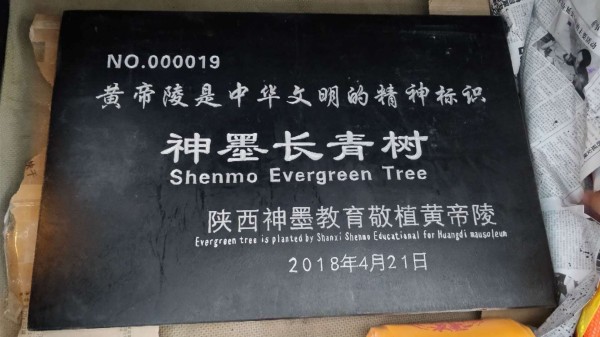 NO.000019
黄帝陵是中华文明的精神标识
神墨长青树
Shenmo Evergreen Tree
陕西神墨教育敬植黄帝陵
Evergreen tree is planted by Shanxi Shenmo Educational for Huangdi mausoleum
2018年4月21日